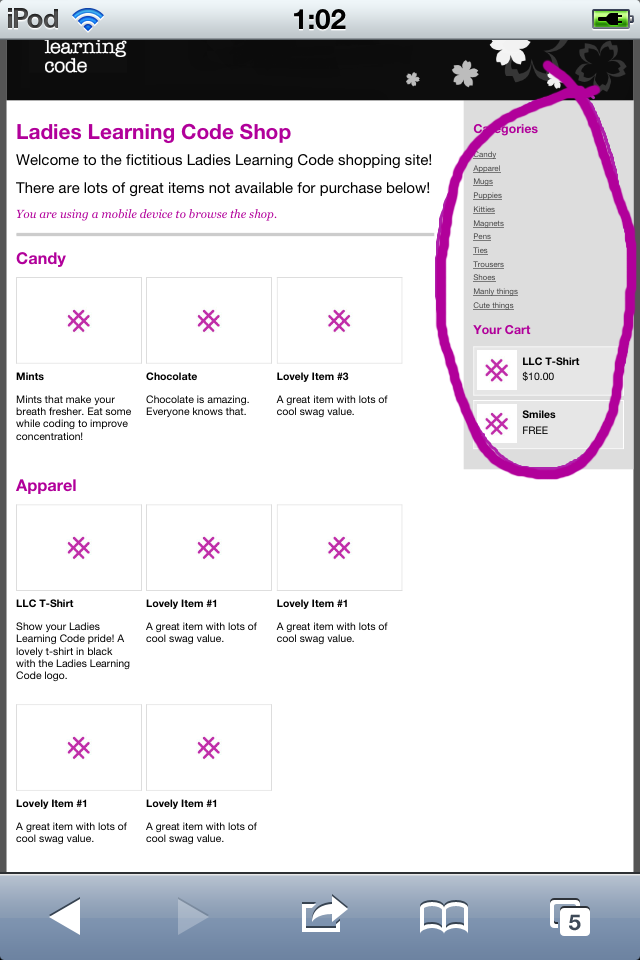 iPod 1:02
learning
code
Ladies Learning Code Shop
Welcome to the fictitious Ladies Learning Code shopping site!
There are lots of great items not available for purchase below!
You are using a mobile device to browse the shop.
Candy
Mints
Mints that make your
breath fresher. Eat some
while coding to improve
concentration!
Chocolate
Chocolate is amazing.
Everyone knows that.
Lovely Item #3
A great item with lots of
cool swag value.
Apparel
LLC T-Shirt
Show your Ladies
Learning Code pride! A
lovely t-shirt in black
with the Ladies Learning
Code logo.
Lovely Item #1
A great item with lots of
cool swag value.
Lovely Item #1
A great item with lots of
cool swag value.
Lovely Item #1
A great item with lots of
cool swag value.
Lovely Item #1
A great item with lots of
cool swag value.
Categories
Candy
Apparel
Mugs
Puppies
Kitties
Magnets
Pens
Ties
Trousers
Shoes
Manly things
Cute things
Your Cart
LLC T-Shirt
$10.00
Smiles
FREE
5